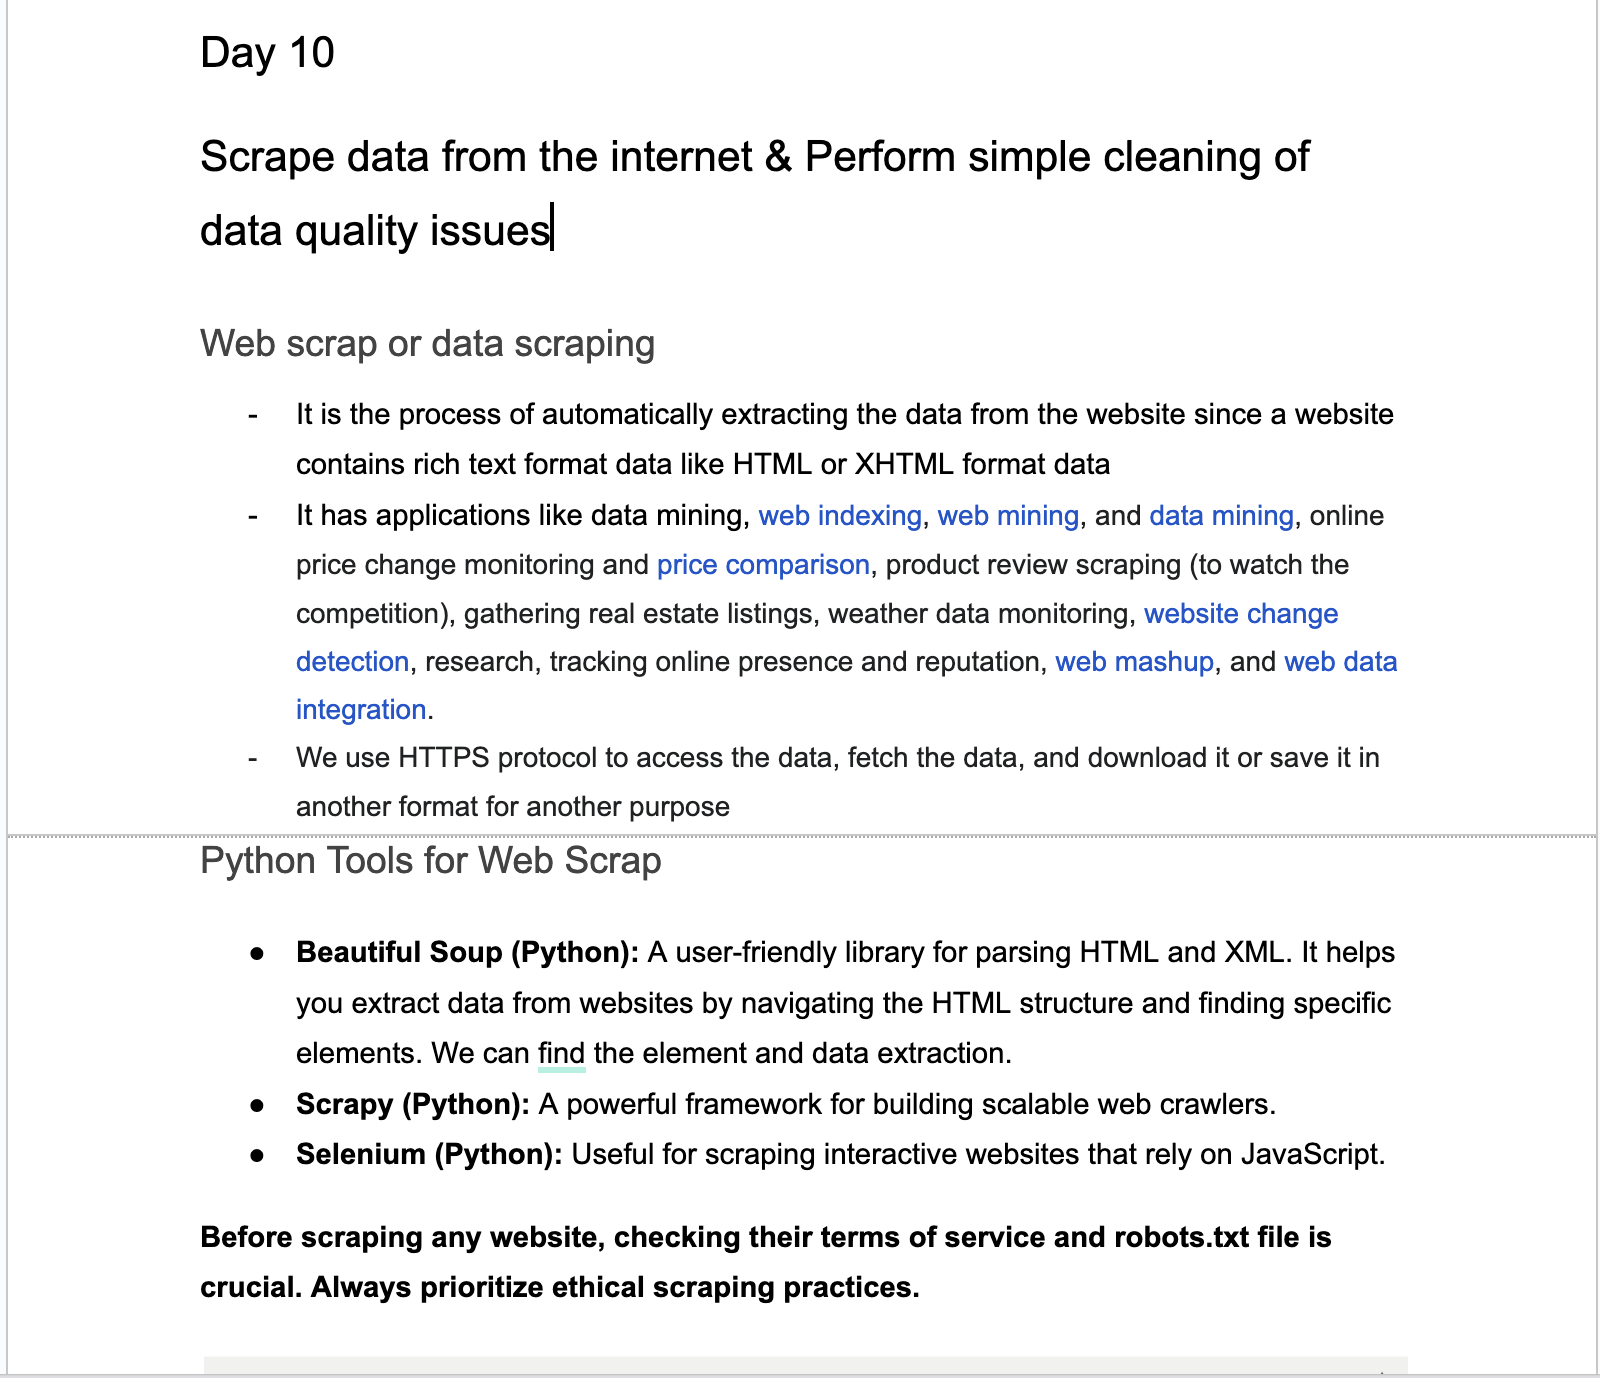 Day 10
Scrape data from the internet & Perform simple cleaning of
data quality issues
Web scrap or data scraping
- It is the process of automatically extracting the data from the website since a website
contains rich text format data like HTML or XHTML format data
- It has applications like data mining, web indexing, web mining, and data mining, online
price change monitoring and price comparison, product review scraping (to watch the
competition), gathering real estate listings, weather data monitoring, website change
detection, research, tracking online presence and reputation, web mashup, and web data
integration.
- We use HTTPS protocol to access the data, fetch the data, and download it or save it in
another format for another purpose
Python Tools for Web Scrap
● Beautiful Soup (Python): A user-friendly library for parsing HTML and XML. It helps
you extract data from websites by navigating the HTML structure and finding specific
elements. We can find the element and data extraction.
● Scrapy (Python): A powerful framework for building scalable web crawlers.
● Selenium (Python): Useful for scraping interactive websites that rely on JavaScript.
Before scraping any website, checking their terms of service and robots.txt file is
crucial. Always prioritize ethical scraping practices.